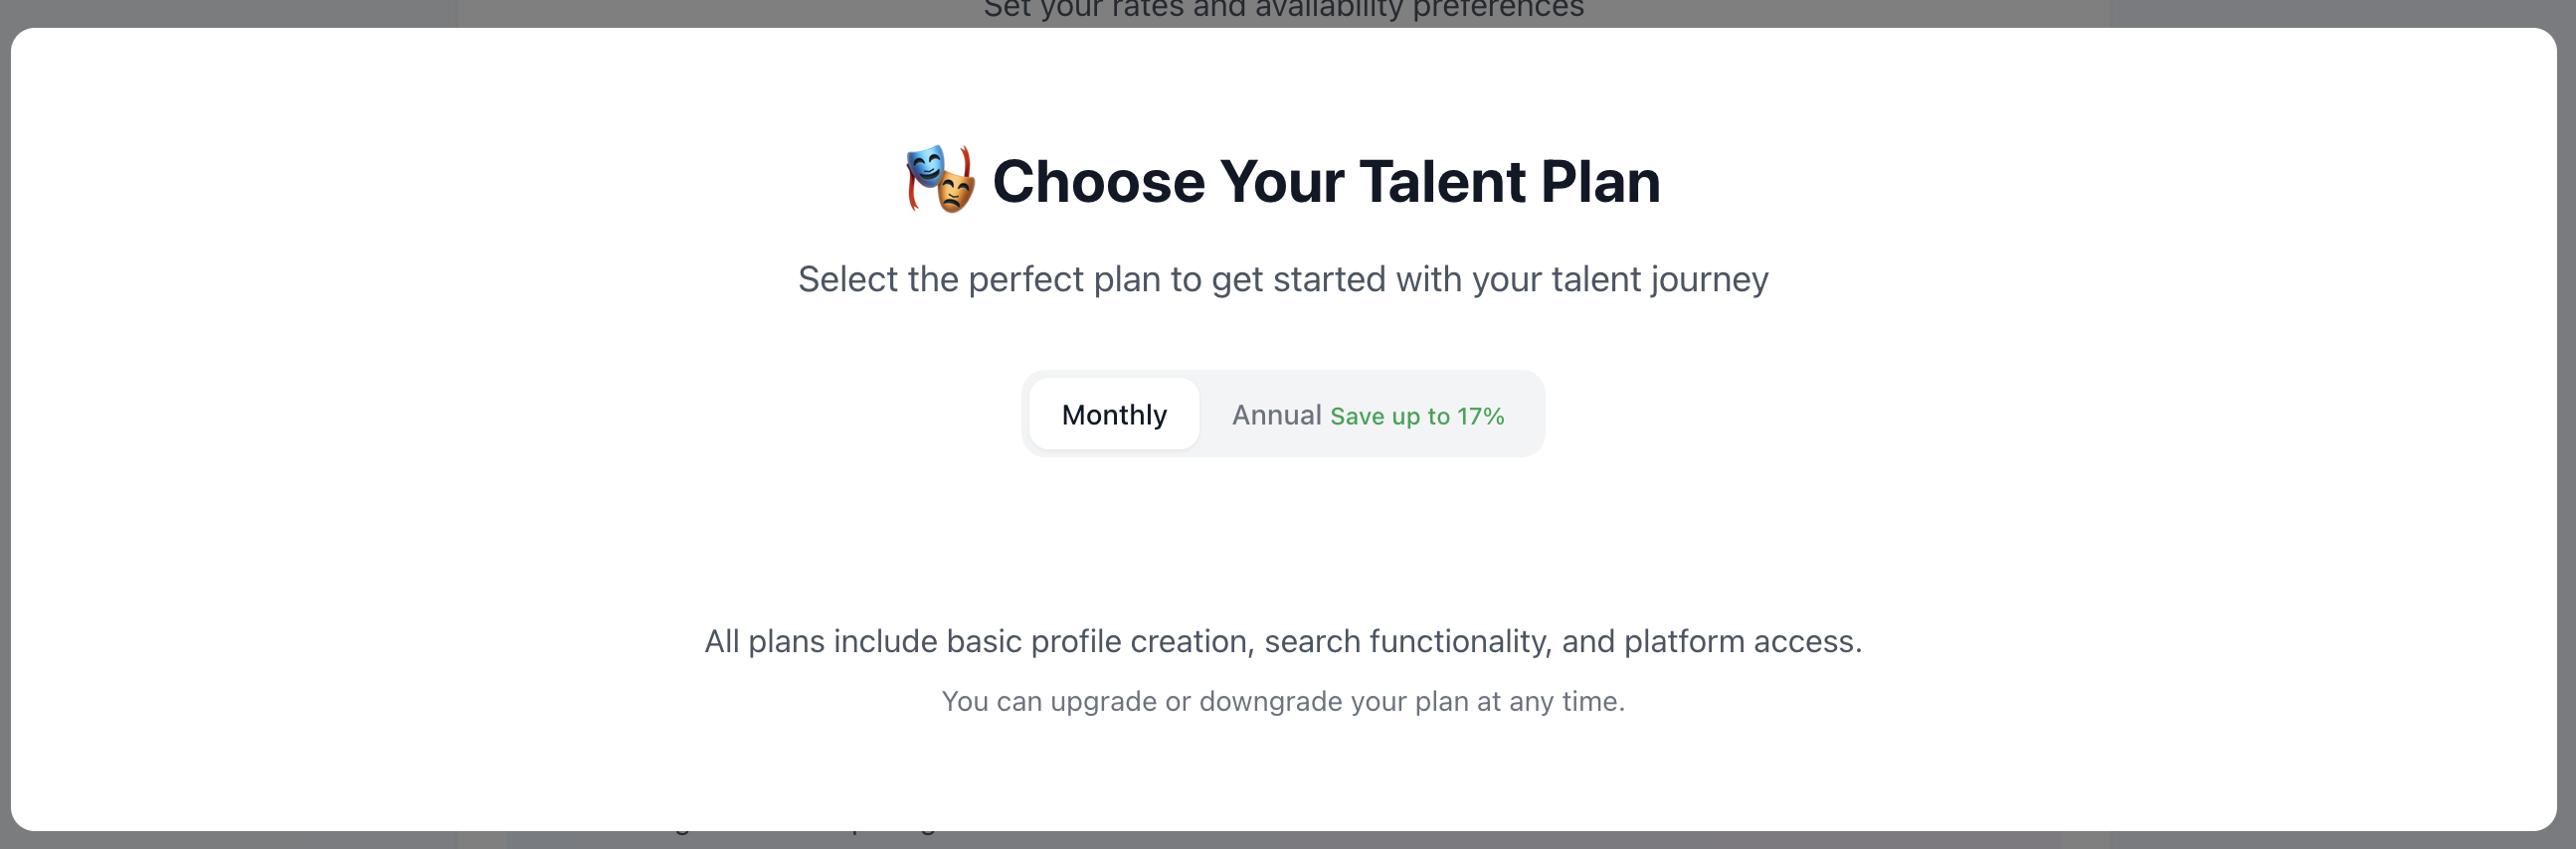 Set your rates and availability preferences
Choose Your Talent Plan
Select the perfect plan to get started with your talent journey
Monthly
Annual Save up to 17%
All plans include basic profile creation, search functionality, and platform access.
You can upgrade or downgrade your plan at any time.